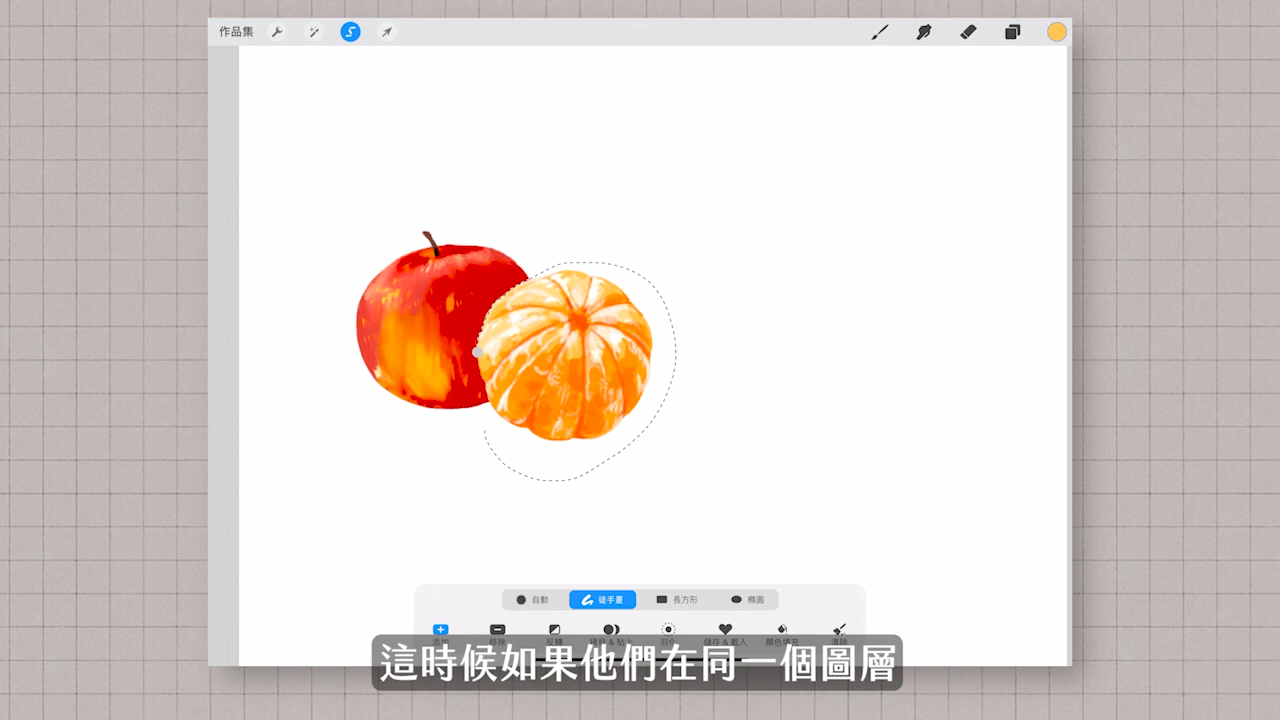 作品集
自動
徒手畫
長方形
橢圓
添加
移除
反轉
拷貝 & 貼上
羽化
儲存 & 載入
顏色填充
清除
這時候如果他們在同一個圖層